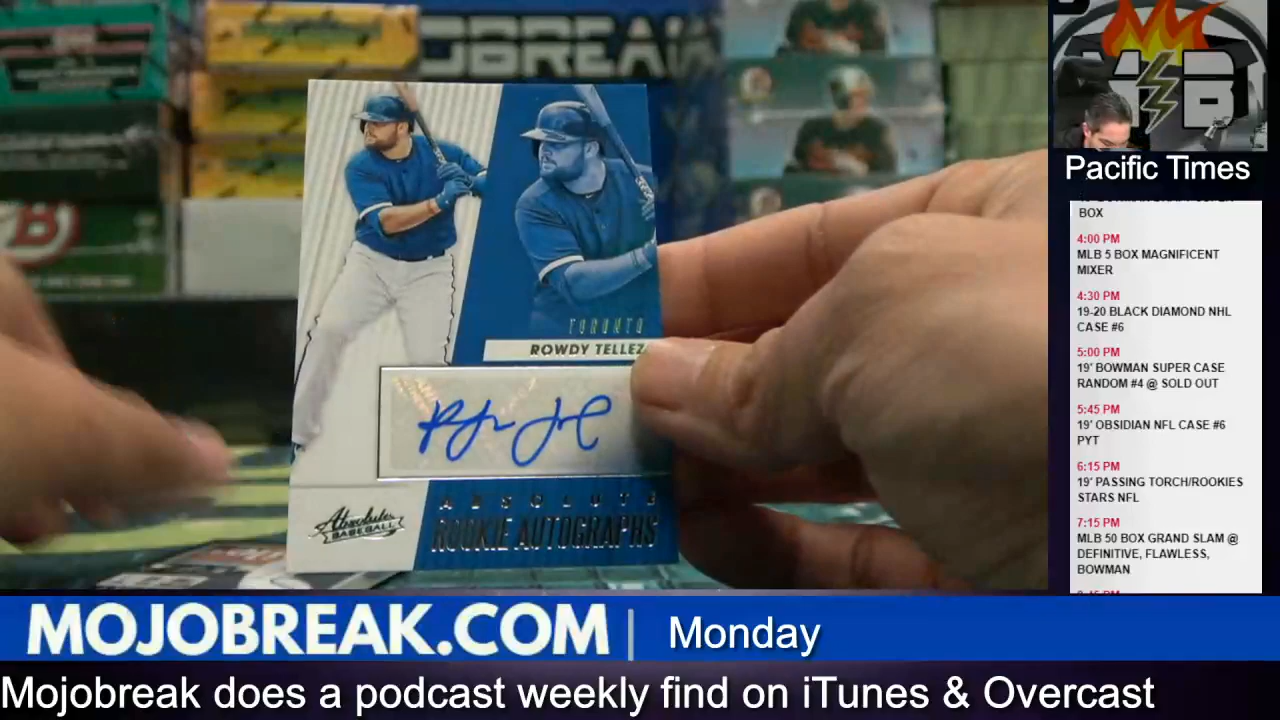 MOJOBREAK
MB
Pacific Times
BOX
4:00 PM
MLB 5 BOX MAGNIFICENT
MIXER
4:30 PM
19-20 BLACK DIAMOND NHL
CASE #6
5:00 PM
19' BOWMAN SUPER CASE
RANDOM #4 @ SOLD OUT
5:45 PM
19' OBSIDIAN NFL CASE #6
PYT
6:15 PM
19' PASSING TORCH/ROOKIES
STARS NFL
7:15 PM
MLB 50 BOX GRAND SLAM @
DEFINITIVE, FLAWLESS,
BOWMAN
TORONTO
ROWDY TELLEZ
Absolute
BASEBALL
ABSOLUTE
ROOKIE AUTOGRAPHS
MOJOBREAK.COM | Monday
Mojobreak does a podcast weekly find on iTunes & Overcast